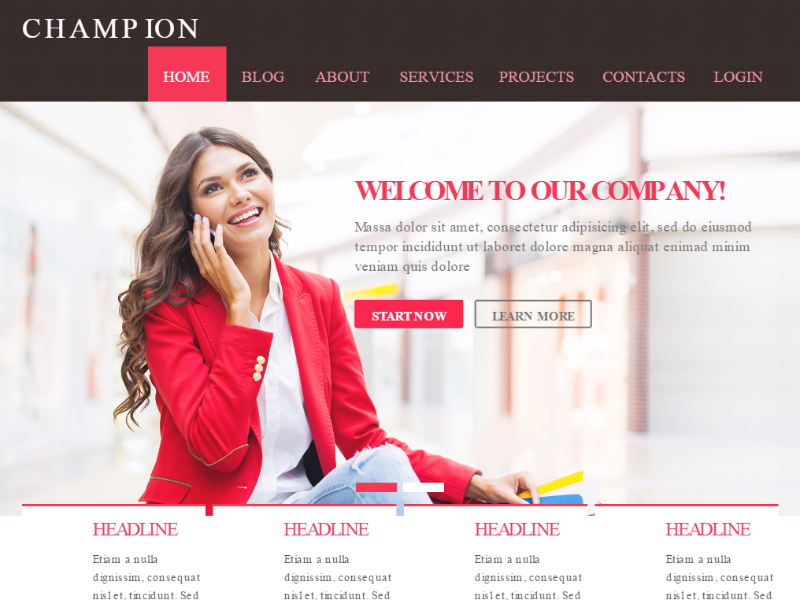 CHAMPION
HOME BLOG ABOUT SERVICES PROJECTS CONTACTS LOGIN
WELCOME TO OUR COMPANY!
Massa dolor sit amet, consectetur adipisicing elit, sed do eiusmod
tempor incididunt ut laboret dolore magna aliquat enimad minim
veniam quis dolore
START NOW LEARN MORE
HEADLINE HEADLINE HEADLINE HEADLINE
Etiam a nulla Etiam a nulla Etiam a nulla Etiam a nulla
dignissim, consequat dignissim, consequat dignissim, consequat dignissim, consequat
nisl et, tincidunt. Sed nisl et, tincidunt. Sed nisl et, tincidunt. Sed nisl et, tincidunt. Sed